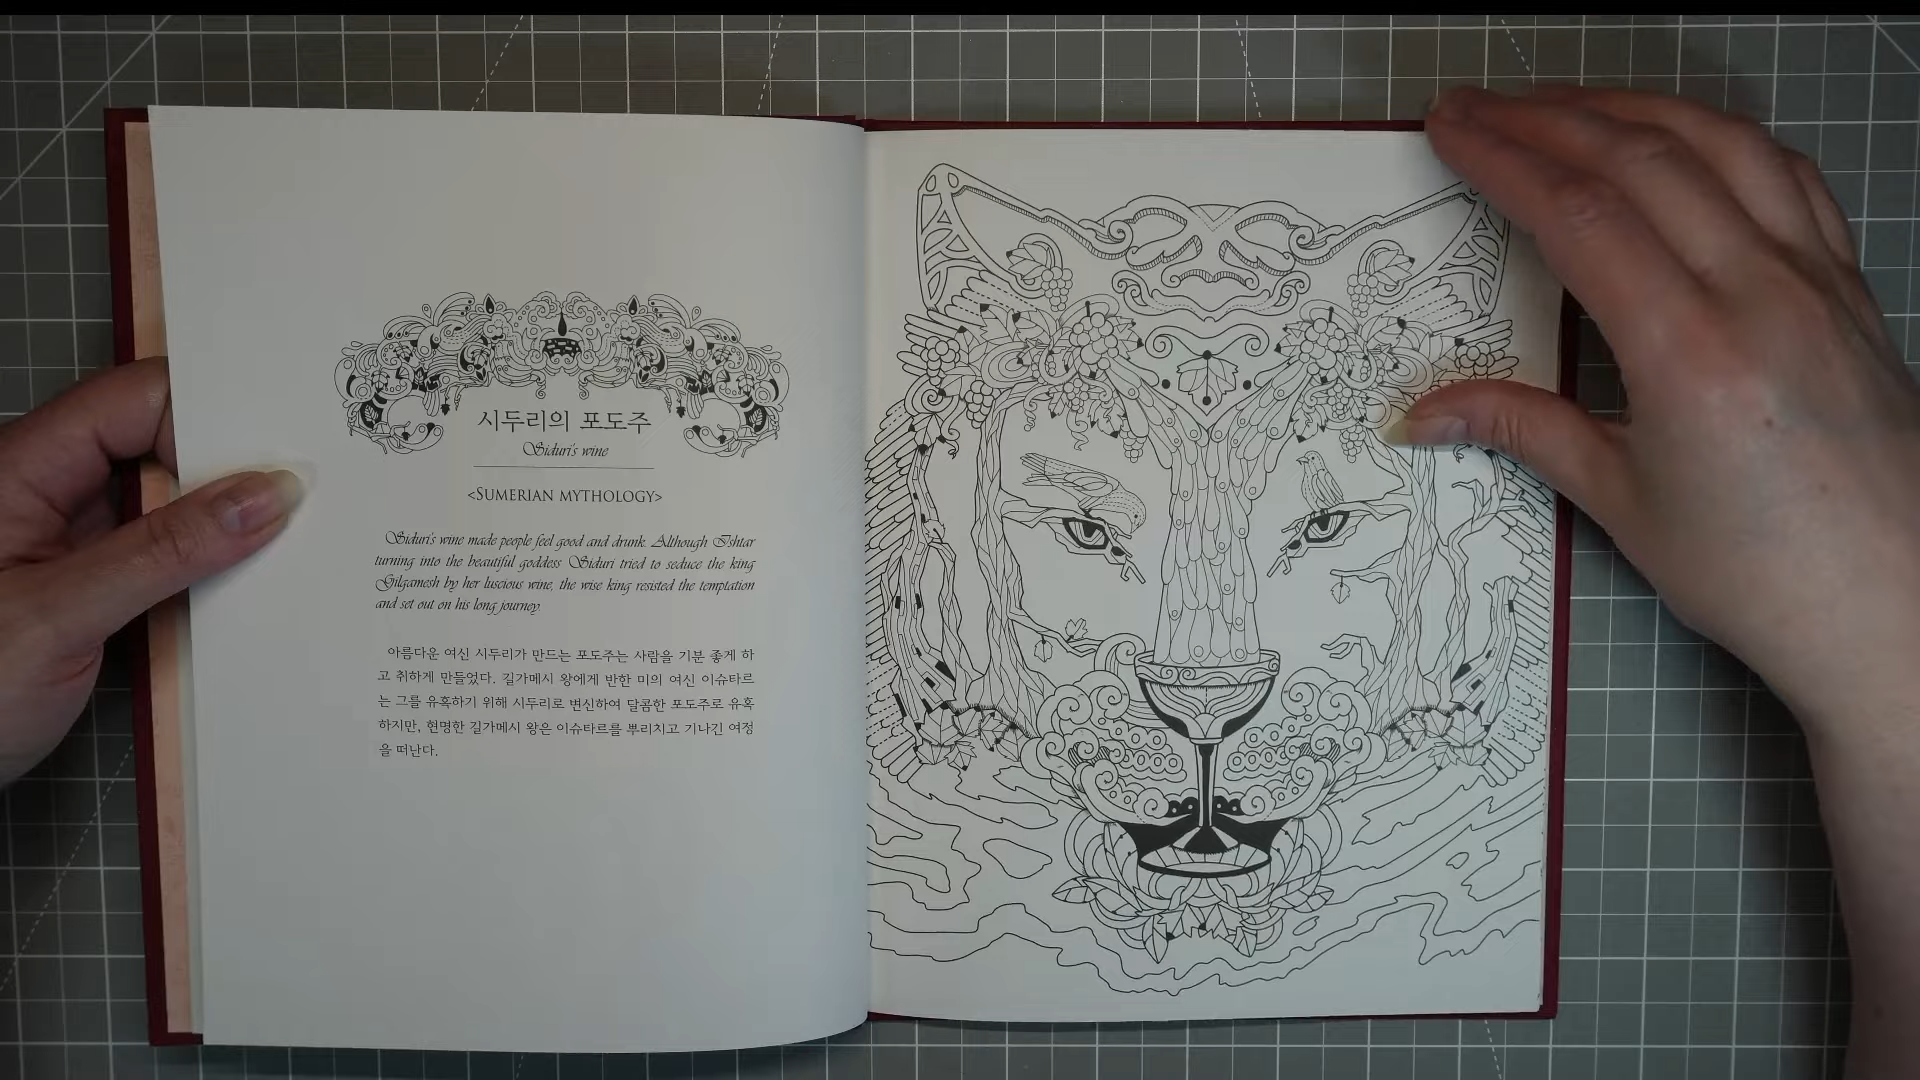 시두리의 포도주
Siduri's wine
<SUMERIAN MYTHOLOGY>
Siduri's wine made people feel good and drunk. Although Ishtar
turning into the beautiful goddess Siduri tried to seduce the king
Gilgamesh by her luscious wine, the wise king resisted the temptation
and set out on his long journey.
아름다운 여신 시두리가 만드는 포도주는 사람을 기분 좋게 하
고 취하게 만들었다. 길가메시 왕에게 반한 미의 여신 이슈타르
는 그를 유혹하기 위해 시두리로 변신하여 달콤한 포도주로 유혹
하지만, 현명한 길가메시 왕은 이슈타르를 뿌리치고 기나긴 여정
을 떠난다.